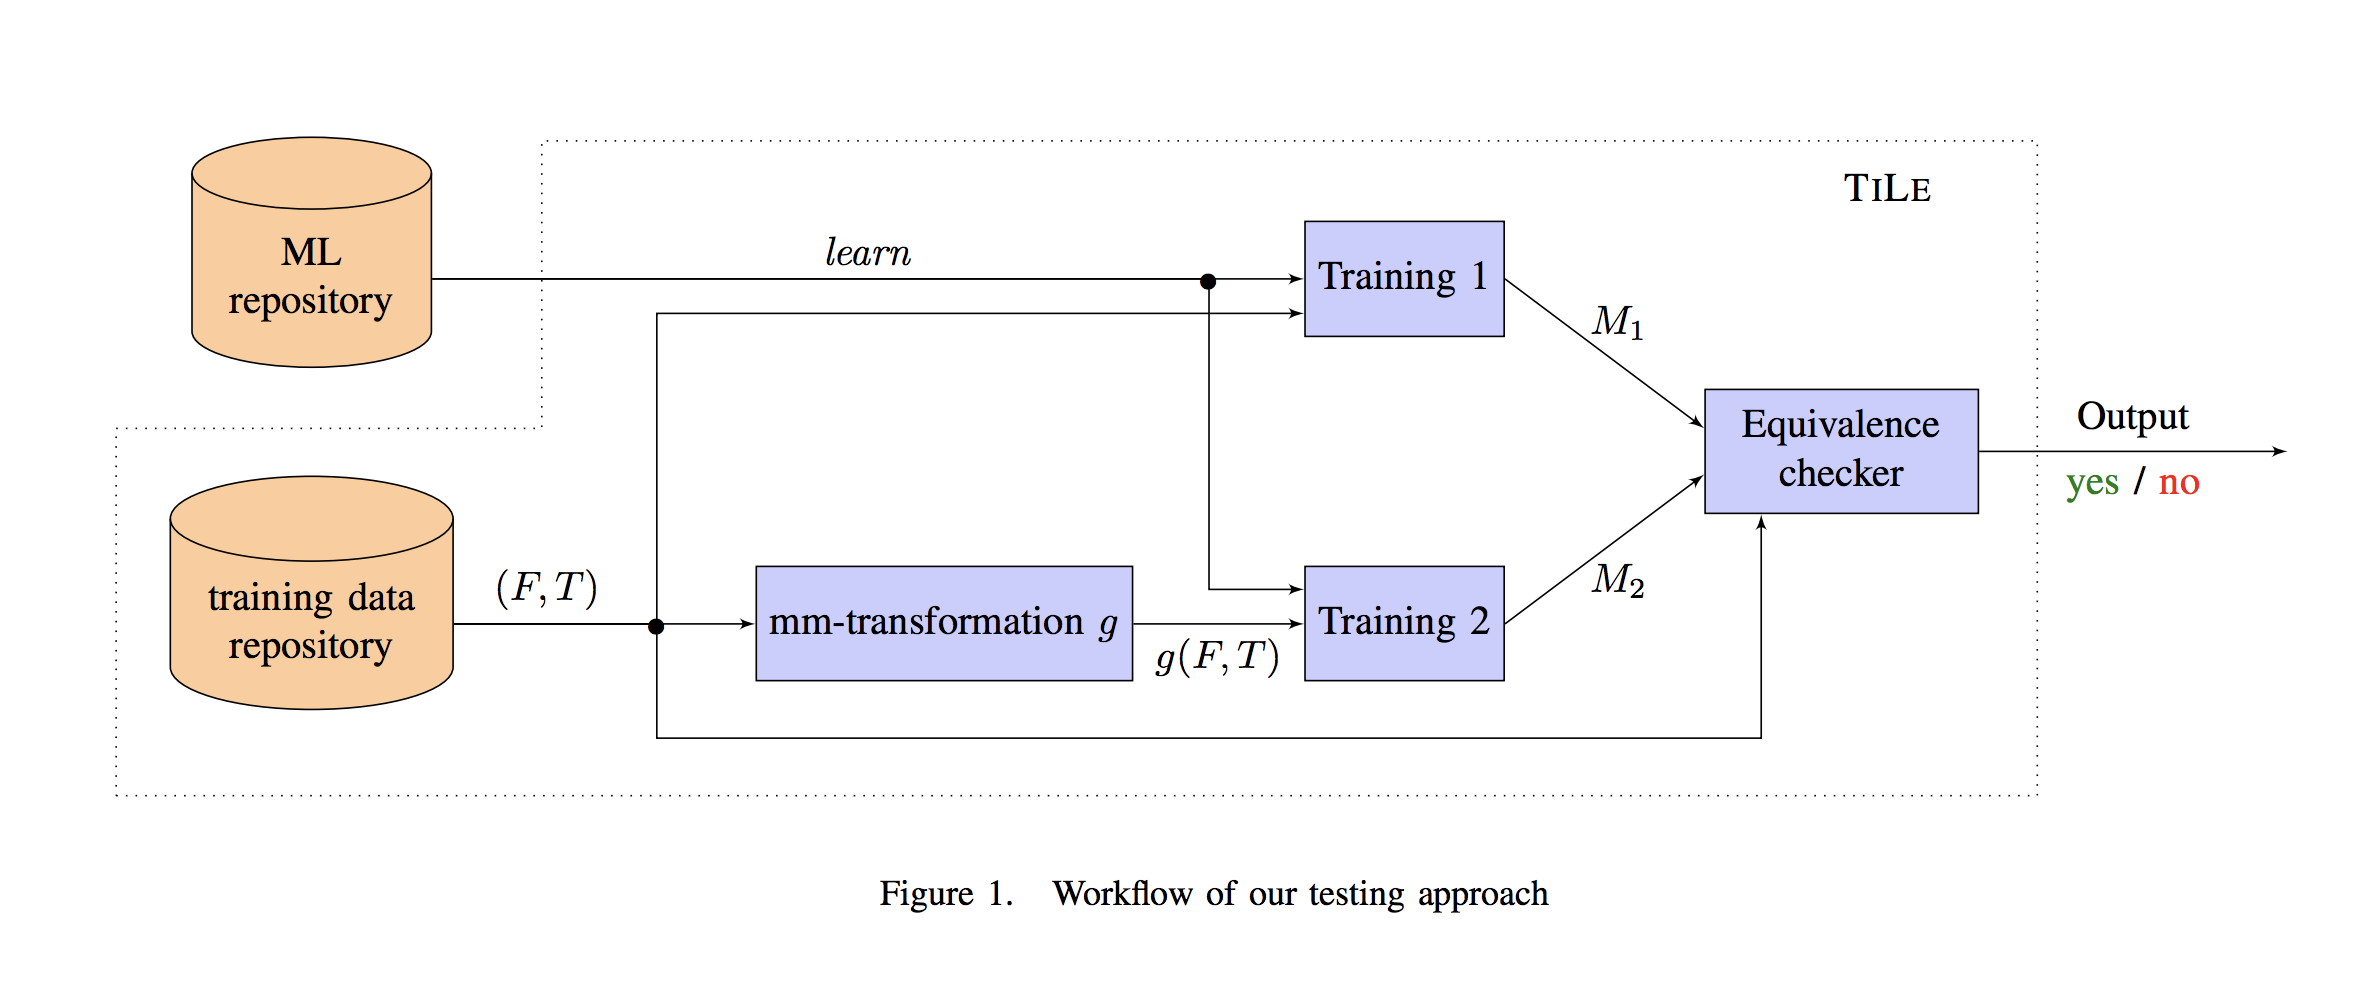 TILE
ML
repository
learn
Training 1
M₁
Equivalence
checker
Output
yes / no
training data
repository
(F, T)
mm-transformation g
g(F, T)
Training 2
M₂
Figure 1. Workflow of our testing approach